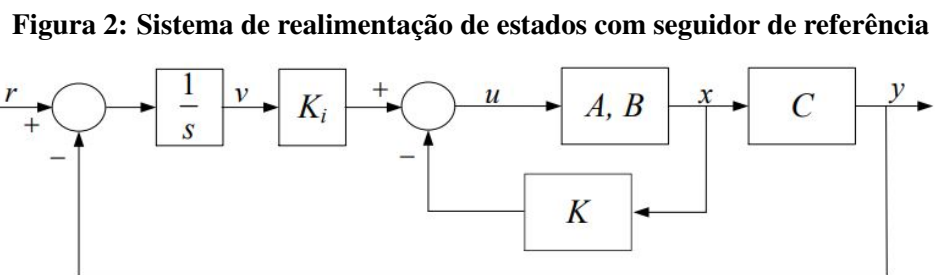 Figura 2: Sistema de realimentação de estados com seguidor de referência
r + − 1/s v K_i + − u A, B x C y
K